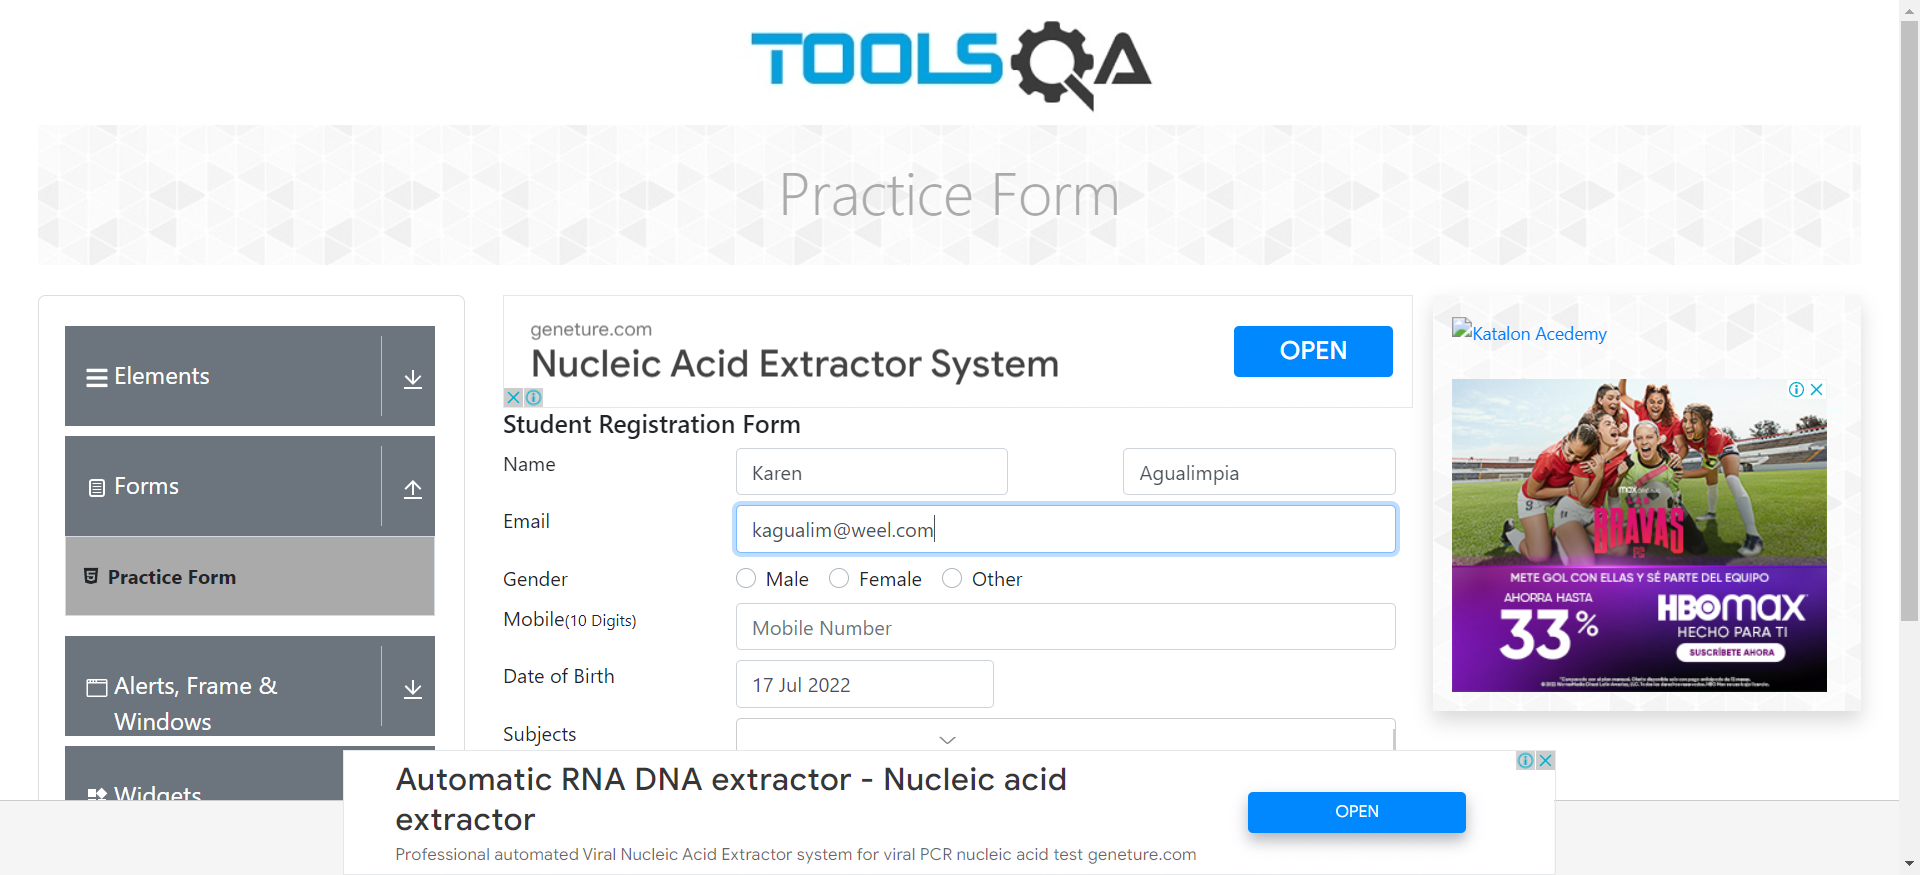 TOOLSQA
Practice Form
Elements
Forms
Practice Form
Alerts, Frame &
Windows
Widgets
geneture.com
Nucleic Acid Extractor System
OPEN
Student Registration Form
Name
Karen
Agualimpia
Email
kagualim@weel.com
Gender
Male
Female
Other
Mobile(10 Digits)
Mobile Number
Date of Birth
17 Jul 2022
Subjects
Katalon Acedemy
BRAVAS
FC
METE GOL CON ELLAS Y SÉ PARTE DEL EQUIPO
AHORRA HASTA
33%
HBOMAX
HECHO PARA TI
SUSCRÍBETE AHORA
Automatic RNA DNA extractor - Nucleic acid
extractor
Professional automated Viral Nucleic Acid Extractor system for viral PCR nucleic acid test geneture.com
OPEN